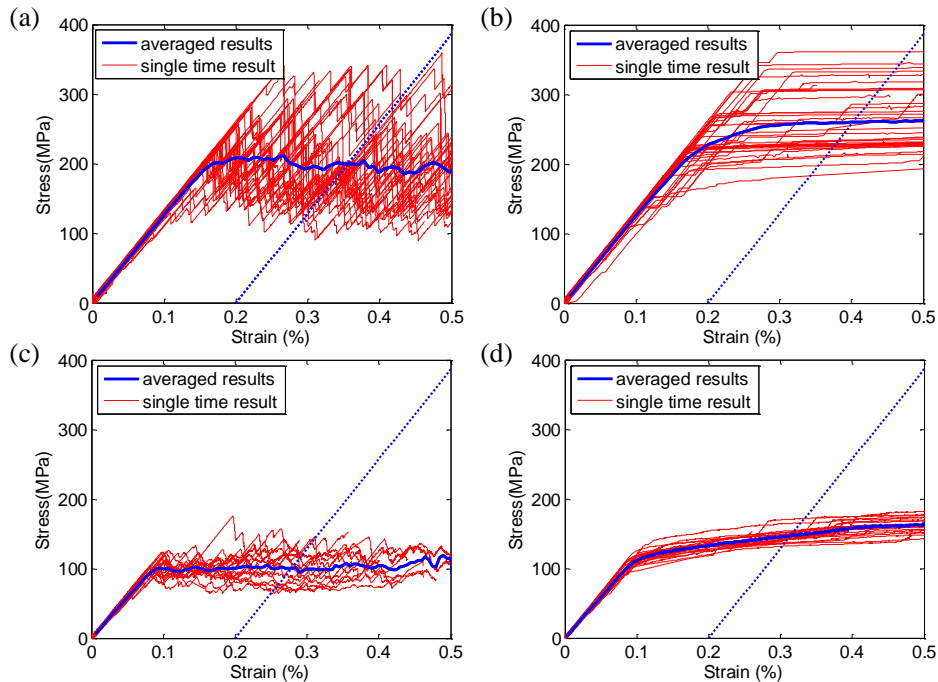 (a)
400
300
200
100
0
Stress(MPa)
averaged results
single time result
0 0.1 0.2 0.3 0.4 0.5
Strain (%)
(b)
400
300
200
100
0
Stress(MPa)
averaged results
single time result
0 0.1 0.2 0.3 0.4 0.5
Strain (%)
(c)
400
300
200
100
0
Stress(MPa)
averaged results
single time result
0 0.1 0.2 0.3 0.4 0.5
Strain (%)
(d)
400
300
200
100
0
Stress(MPa)
averaged results
single time result
0 0.1 0.2 0.3 0.4 0.5
Strain (%)